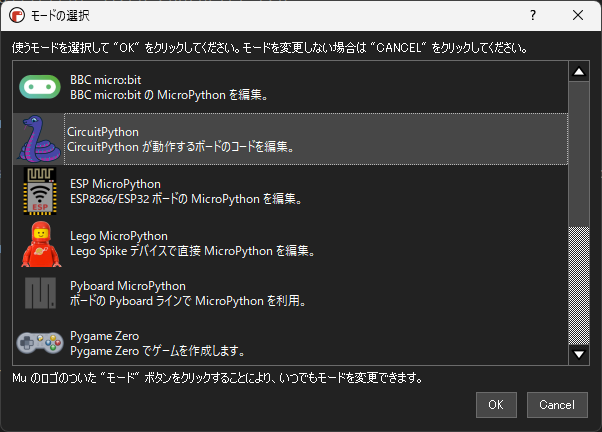 モードの選択
使うモードを選択して "OK" をクリックしてください。モードを変更しない場合は "CANCEL" をクリックしてください。
BBC micro:bit
BBC micro:bit の MicroPython を編集。
CircuitPython
CircuitPython が動作するボードのコードを編集。
ESP MicroPython
ESP8266/ESP32 ボードの MicroPython を編集。
ESP
Lego MicroPython
Lego Spike デバイスで直接 MicroPython を編集。
Pyboard MicroPython
ボードの Pyboard ラインで MicroPython を利用。
Pygame Zero
Pygame Zero でゲームを作成します。
Mu のロゴのついた "モード" ボタンをクリックすることにより、いつでもモードを変更できます。
OK
Cancel